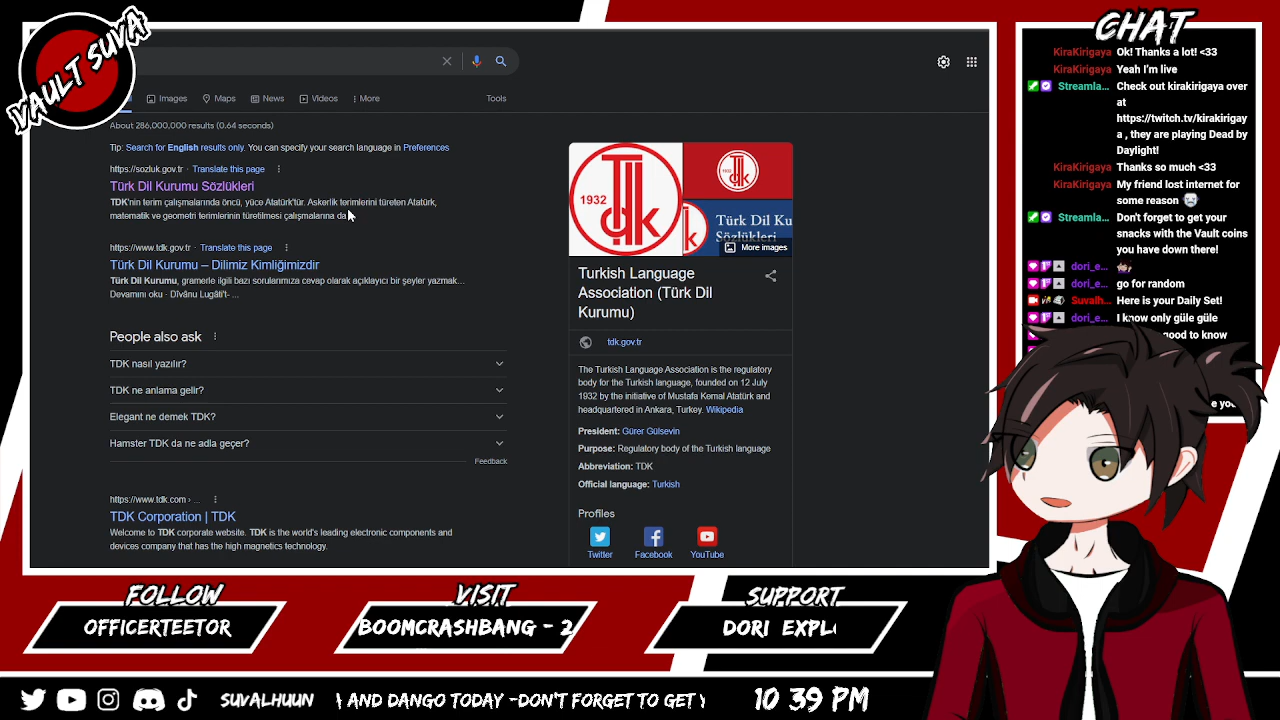 VAULT SUVA
Images
Maps
News
Videos
More
Tools
About 286,000,000 results (0.64 seconds)
Tip: Search for English results only. You can specify your search language in Preferences
https://sozluk.gov.tr · Translate this page
Türk Dil Kurumu Sözlükleri
TDK'nin terim çalışmalarında öncü, yüce Atatürk'tür. Askerlik terimlerini türeten Atatürk,
matematik ve geometri terimlerinin türetilmesi çalışmalarına da
https://www.tdk.gov.tr · Translate this page
Türk Dil Kurumu – Dilimiz Kimliğimizdir
Türk Dil Kurumu, gramerle ilgili bazı sorularımıza cevap olarak açıklayıcı bir şeyler yazmak...
Devamını oku · Dîvânu Lugâti't- ...
People also ask
TDK nasıl yazılır?
TDK ne anlama gelir?
Elegant ne demek TDK?
Hamster TDK da ne adla geçer?
Feedback
https://www.tdk.com › ...
TDK Corporation | TDK
Welcome to TDK corporate website. TDK is the world's leading electronic components and
devices company that has the high magnetics technology.
1932
tdk
tdk
Türk Dil Ku
Sözlükleri
More images
Turkish Language
Association (Türk Dil
Kurumu)
tdk.gov.tr
The Turkish Language Association is the regulatory
body for the Turkish language, founded on 12 July
1932 by the initiative of Mustafa Kemal Atatürk and
headquartered in Ankara, Turkey. Wikipedia
President: Gürer Gülsevin
Purpose: Regulatory body of the Turkish language
Abbreviation: TDK
Official language: Turkish
Profiles
Twitter
Facebook
YouTube
CHAT
KiraKirigaya Ok! Thanks a lot! <33
KiraKirigaya Yeah I'm live
Streamla... Check out kirakirigaya over
at
https://twitch.tv/kirakirigay
a , they are playing Dead by
Daylight!
KiraKirigaya Thanks so much <33
KiraKirigaya My friend lost internet for
some reason
Streamla... Don't forget to get your
snacks with the Vault coins
you have down there!
dori_e...
dori_e... go for random
Suvalh... Here is your Daily Set!
dori_e... I know only güle güle
good to know
FOLLOW
OFFICERTEETOR
VISIT
BOOMCRASHBANG - 2
SUPPORT
DORI EXPL
SUVALHUUN
AND DANGO TODAY -DON'T FORGET TO GET
10 39 PM